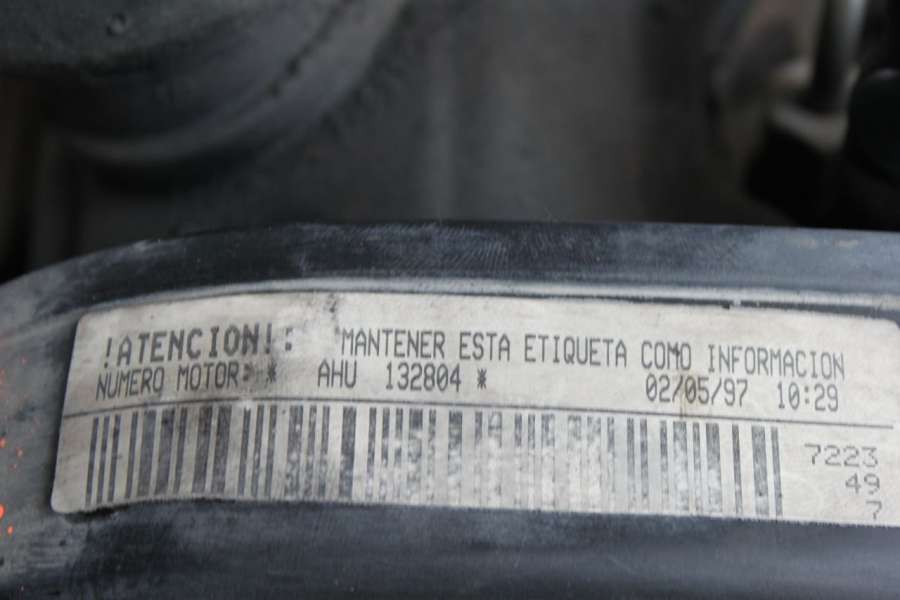 !ATENCION!: "MANTENER ESTA ETIQUETA COMO INFORMACION
NUMERO MOTOR: * AHU 132804 * 02/05/97 10:29
7223
49
7